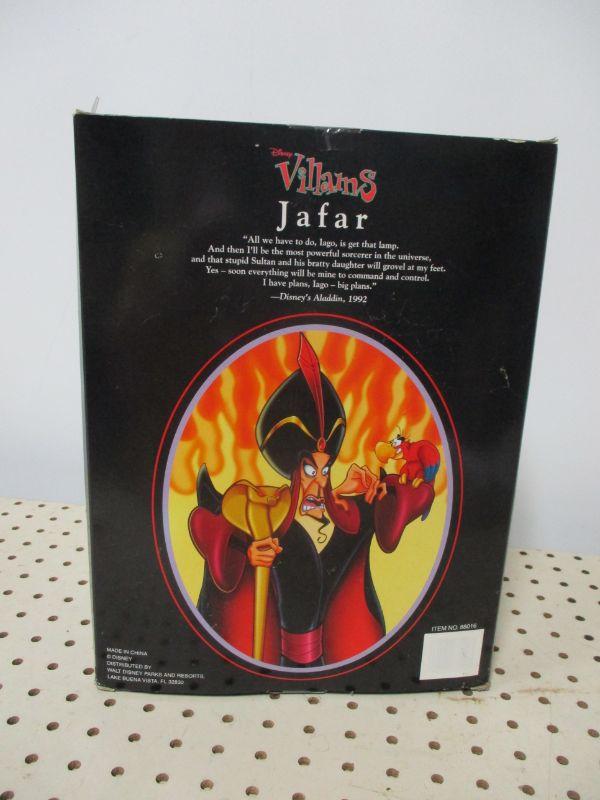 Disney
Villains
Jafar
"All we have to do, Iago, is get that lamp.
And then I'll be the most powerful sorcerer in the universe,
and that stupid Sultan and his bratty daughter will grovel at my feet.
Yes – soon everything will be mine to command and control.
I have plans, Iago – big plans."
—Disney's Aladdin, 1992
ITEM NO. 86016
MADE IN CHINA
© DISNEY
DISTRIBUTED BY
WALT DISNEY PARKS AND RESORTS,
LAKE BUENA VISTA, FL 32830